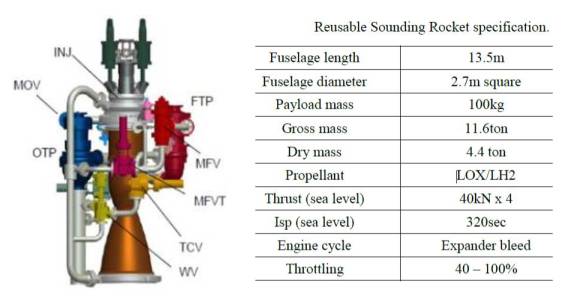 Reusable Sounding Rocket specification.
INJ
MOV
FTP
OTP
MFV
MFVT
TCV
WV
Fuselage length 13.5m
Fuselage diameter 2.7m square
Payload mass 100kg
Gross mass 11.6ton
Dry mass 4.4 ton
Propellant LOX/LH2
Thrust (sea level) 40kN x 4
Isp (sea level) 320sec
Engine cycle Expander bleed
Throttling 40 – 100%